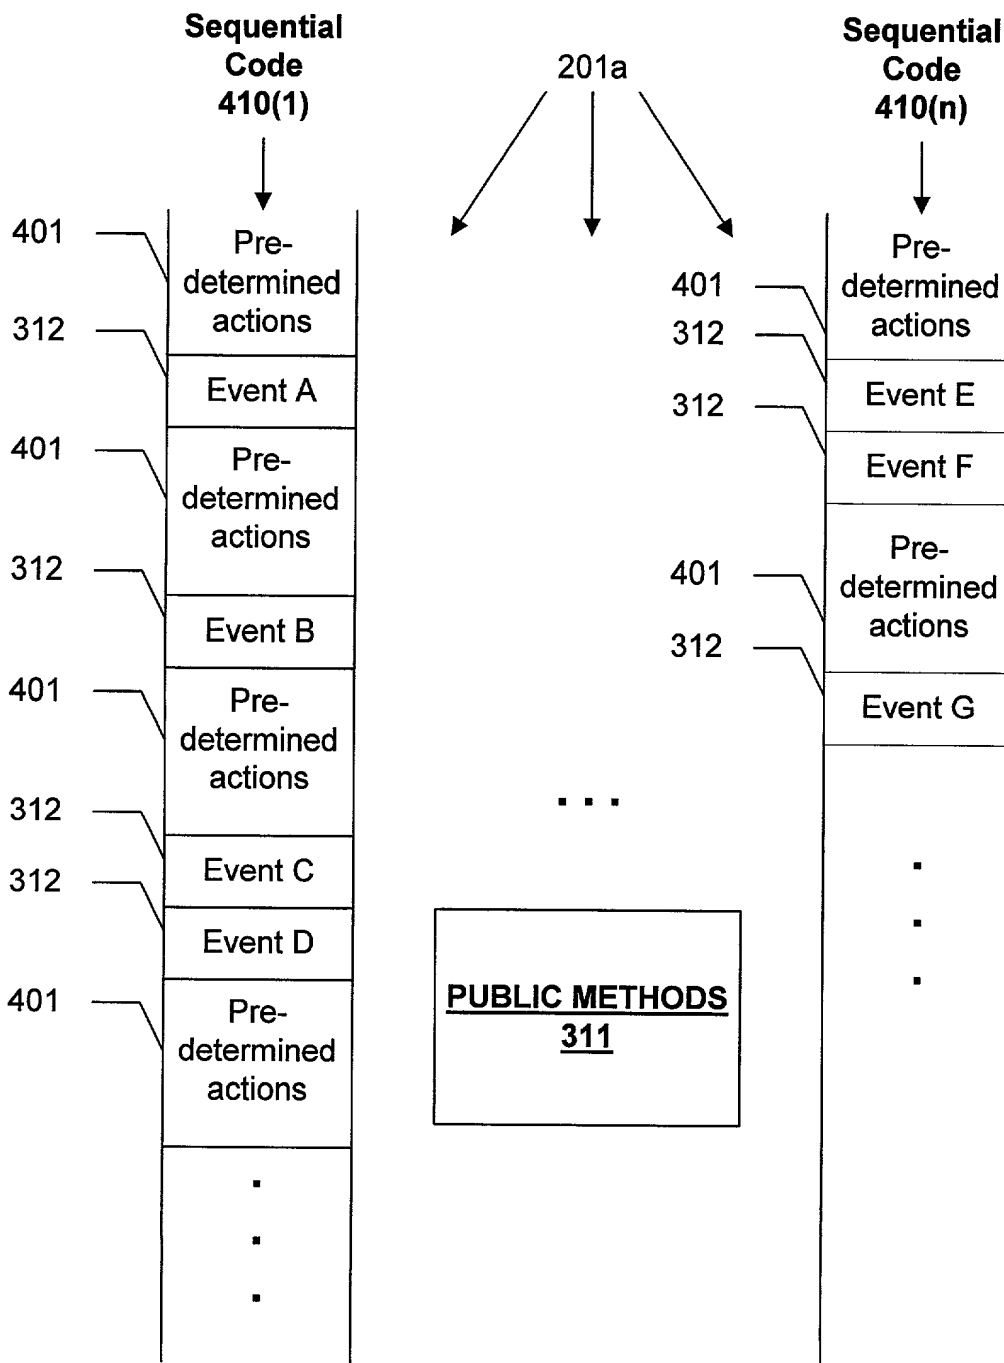 Sequential
Code
410(1)
201a
Sequential
Code
410(n)
401
Pre-
determined
actions
312
Event A
401
Pre-
determined
actions
312
Event B
401
Pre-
determined
actions
312
Event C
312
Event D
401
Pre-
determined
actions
. . .
PUBLIC METHODS
311
401
Pre-
determined
actions
312
Event E
312
Event F
401
Pre-
determined
actions
312
Event G